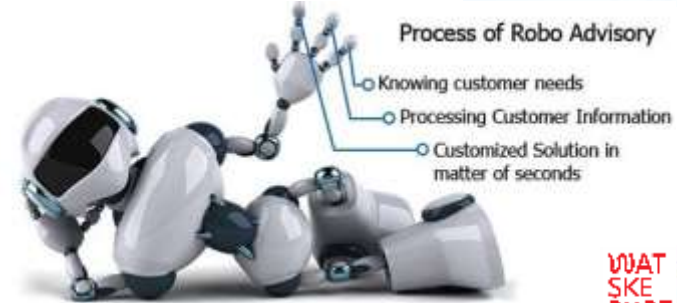 Process of Robo Advisory
Knowing customer needs
Processing Customer Information
Customized Solution in
matter of seconds
WAT
SKE